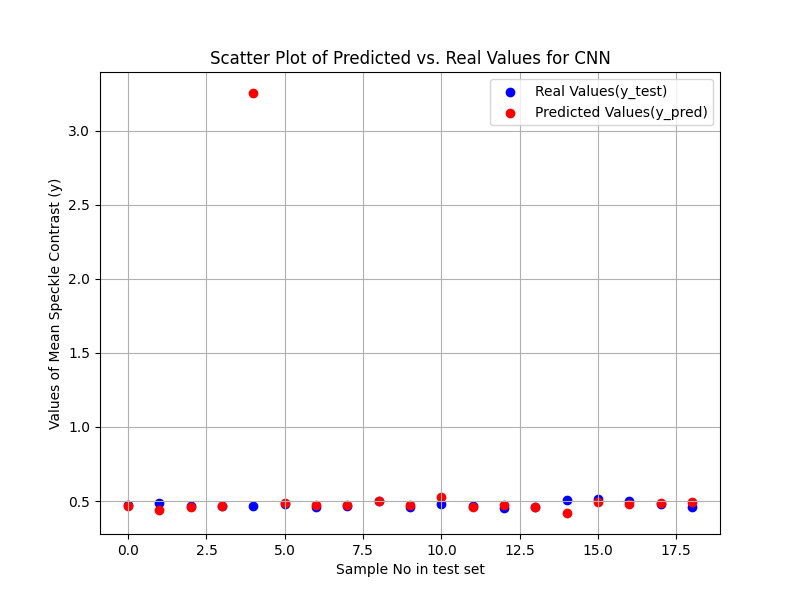 Scatter Plot of Predicted vs. Real Values for CNN
Real Values(y_test)
Predicted Values(y_pred)
Values of Mean Speckle Contrast (y)
3.0
2.5
2.0
1.5
1.0
0.5
0.0 2.5 5.0 7.5 10.0 12.5 15.0 17.5
Sample No in test set